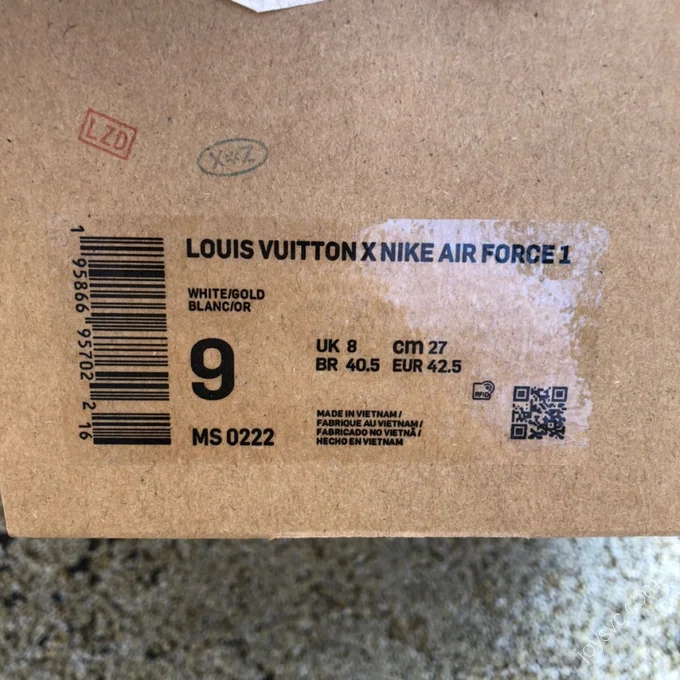 LZD
LOUIS VUITTON X NIKE AIR FORCE 1
WHITE/GOLD
BLANC/OR
9
UK 8 cm 27
BR 40.5 EUR 42.5
MS 0222
MADE IN VIETNAM /
FABRIQUE AU VIETNAM /
FABRICADO NO VIETNÃ /
HECHO EN VIETNAM
RFID
1 95866 95702 2 16
joysvc.com